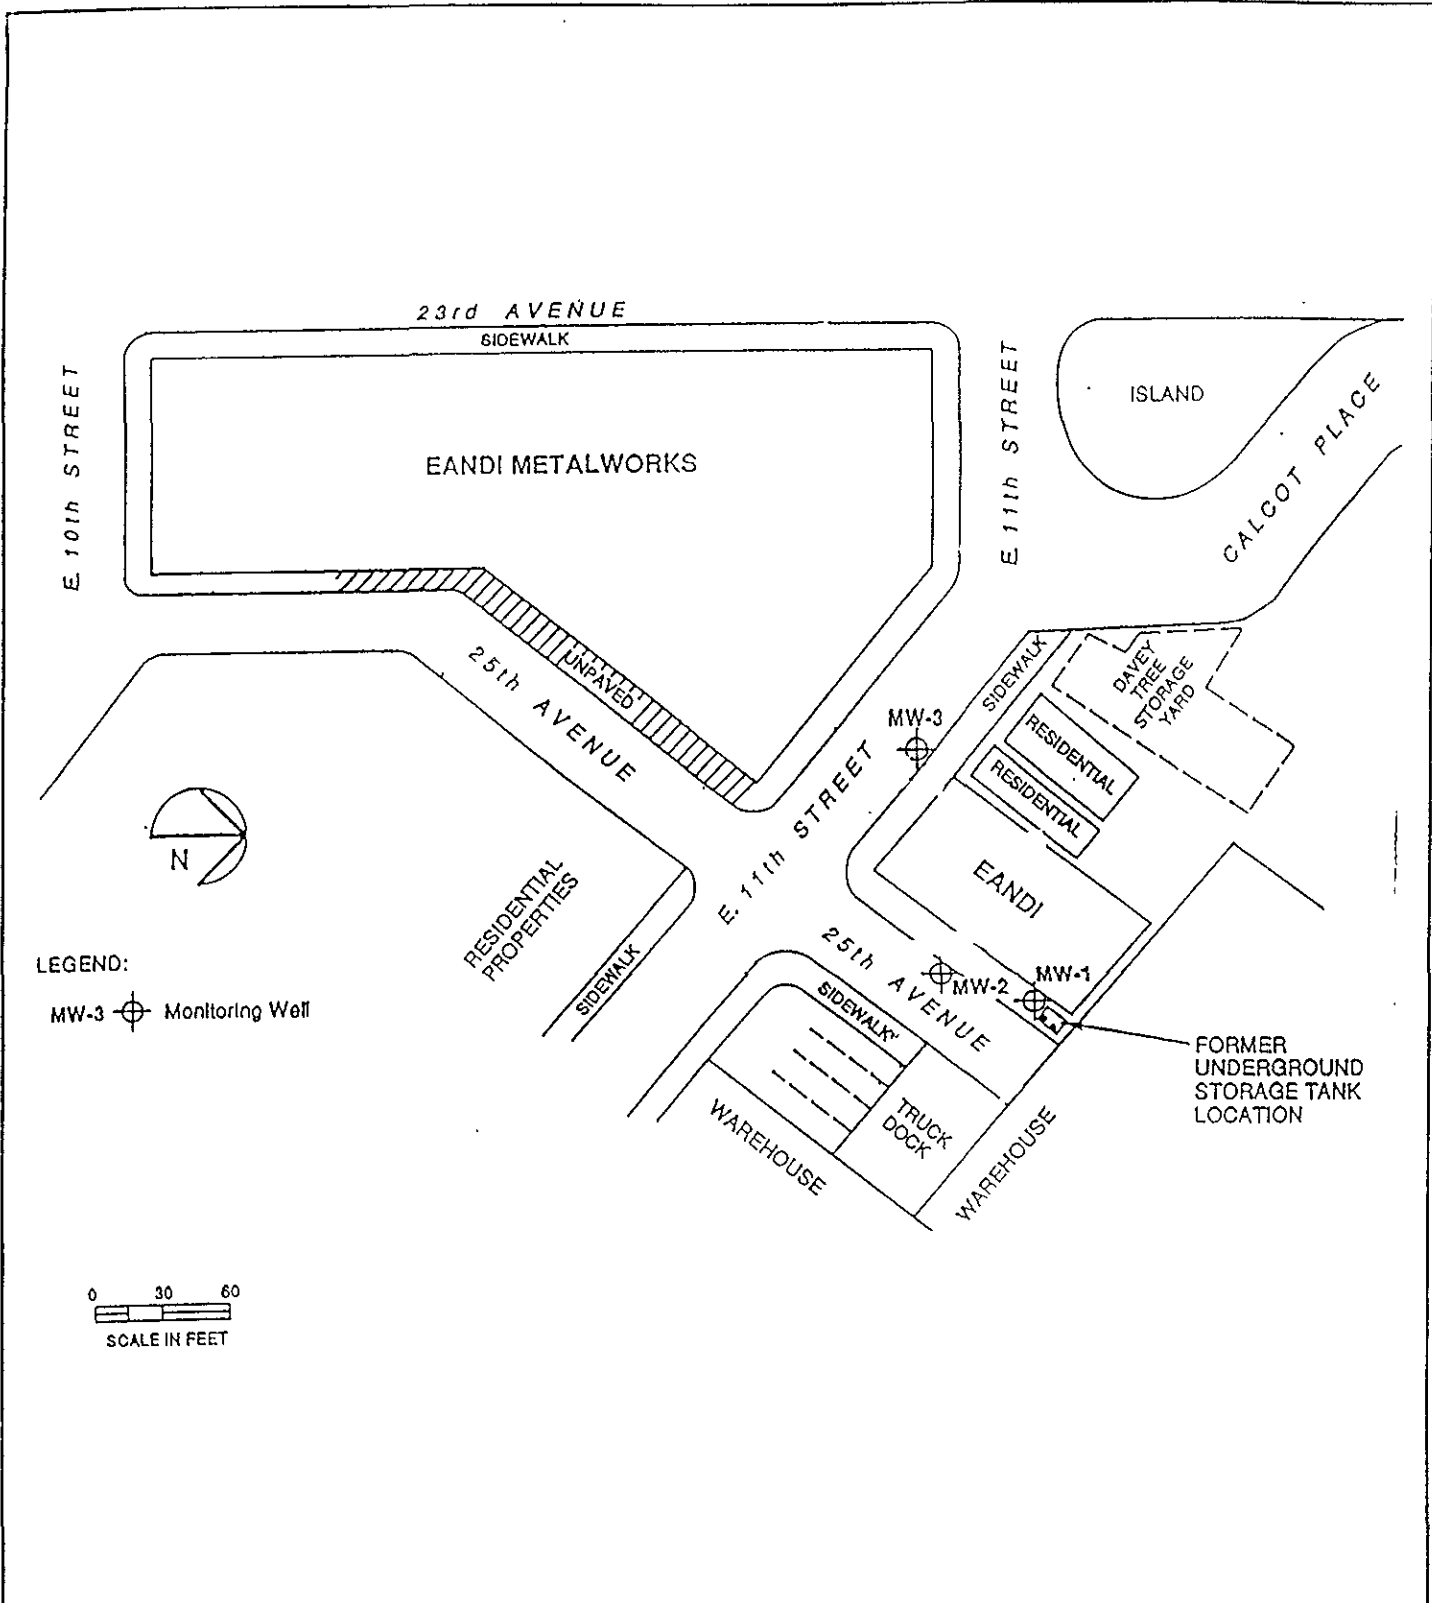 23rd AVENUE
SIDEWALK
E. 10th STREET
EANDI METALWORKS
E. 11th STREET
ISLAND
CALCOT PLACE
UNPAVED
25th AVENUE
SIDEWALK
DAVEY
TREE
STORAGE
YARD
MW-3
RESIDENTIAL
RESIDENTIAL
E. 11th STREET
EANDI
N
RESIDENTIAL
PROPERTIES
SIDEWALK
25th AVENUE
LEGEND:
MW-3 Monitoring Well
MW-2
MW-1
SIDEWALK
FORMER
UNDERGROUND
STORAGE TANK
LOCATION
WAREHOUSE
TRUCK
DOCK
WAREHOUSE
0 30 60
SCALE IN FEET